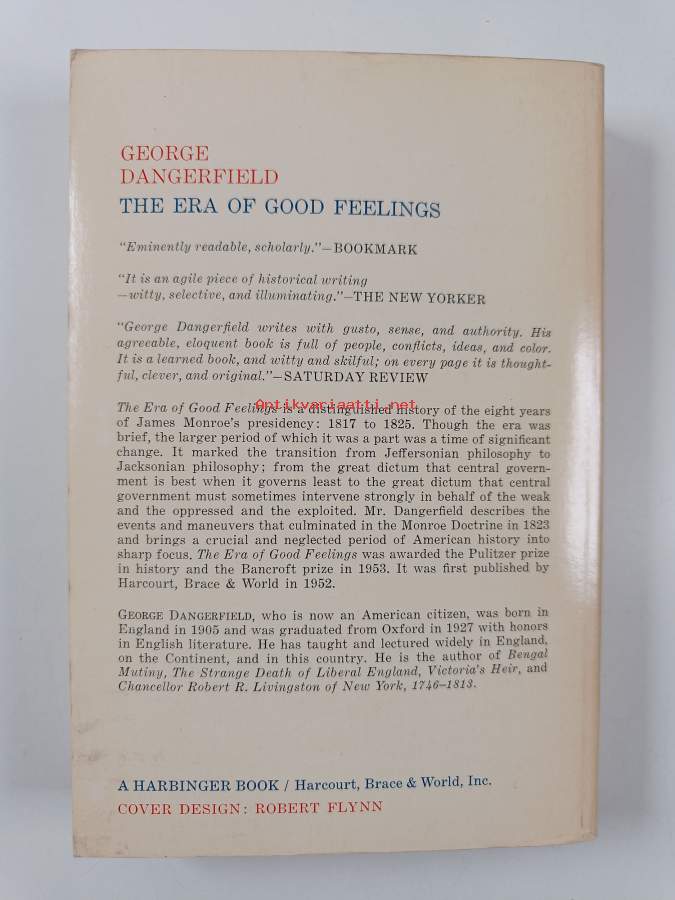 GEORGE
DANGERFIELD
THE ERA OF GOOD FEELINGS
"Eminently readable, scholarly."—BOOKMARK
"It is an agile piece of historical writing
—witty, selective, and illuminating."—THE NEW YORKER
"George Dangerfield writes with gusto, sense, and authority. His
agreeable, eloquent book is full of people, conflicts, ideas, and color.
It is a learned book, and witty and skilful; on every page it is thought-
ful, clever, and original."—SATURDAY REVIEW
Antikvariaatti.net
The Era of Good Feelings is a distinguished history of the eight years
of James Monroe's presidency: 1817 to 1825. Though the era was
brief, the larger period of which it was a part was a time of significant
change. It marked the transition from Jeffersonian philosophy to
Jacksonian philosophy; from the great dictum that central govern-
ment is best when it governs least to the great dictum that central
government must sometimes intervene strongly in behalf of the weak
and the oppressed and the exploited. Mr. Dangerfield describes the
events and maneuvers that culminated in the Monroe Doctrine in 1823
and brings a crucial and neglected period of American history into
sharp focus. The Era of Good Feelings was awarded the Pulitzer prize
in history and the Bancroft prize in 1953. It was first published by
Harcourt, Brace & World in 1952.
GEORGE DANGERFIELD, who is now an American citizen, was born in
England in 1905 and was graduated from Oxford in 1927 with honors
in English literature. He has taught and lectured widely in England,
on the Continent, and in this country. He is the author of Bengal
Mutiny, The Strange Death of Liberal England, Victoria's Heir, and
Chancellor Robert R. Livingston of New York, 1746–1813.
A HARBINGER BOOK / Harcourt, Brace & World, Inc.
COVER DESIGN: ROBERT FLYNN